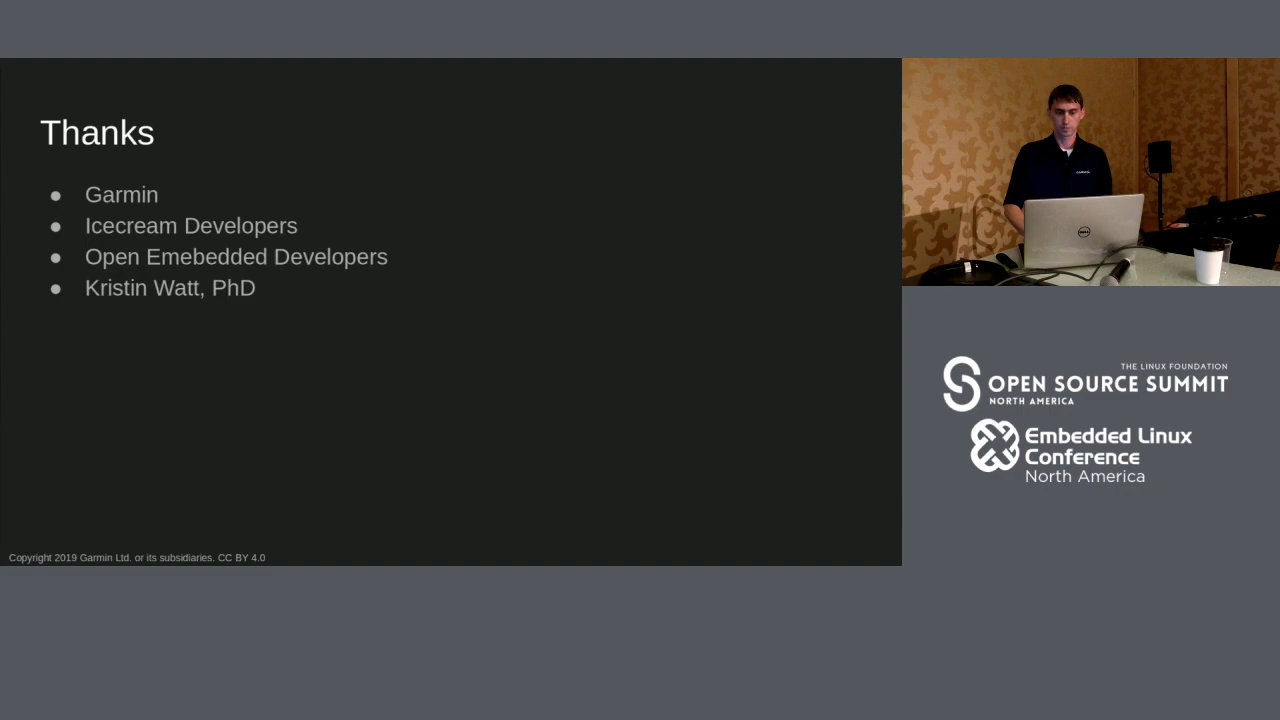 Thanks
● Garmin
● Icecream Developers
● Open Emebedded Developers
● Kristin Watt, PhD
Copyright 2019 Garmin Ltd. or its subsidiaries. CC BY 4.0
DELL
THE LINUX FOUNDATION
OPEN SOURCE SUMMIT
NORTH AMERICA
Embedded Linux
Conference
North America